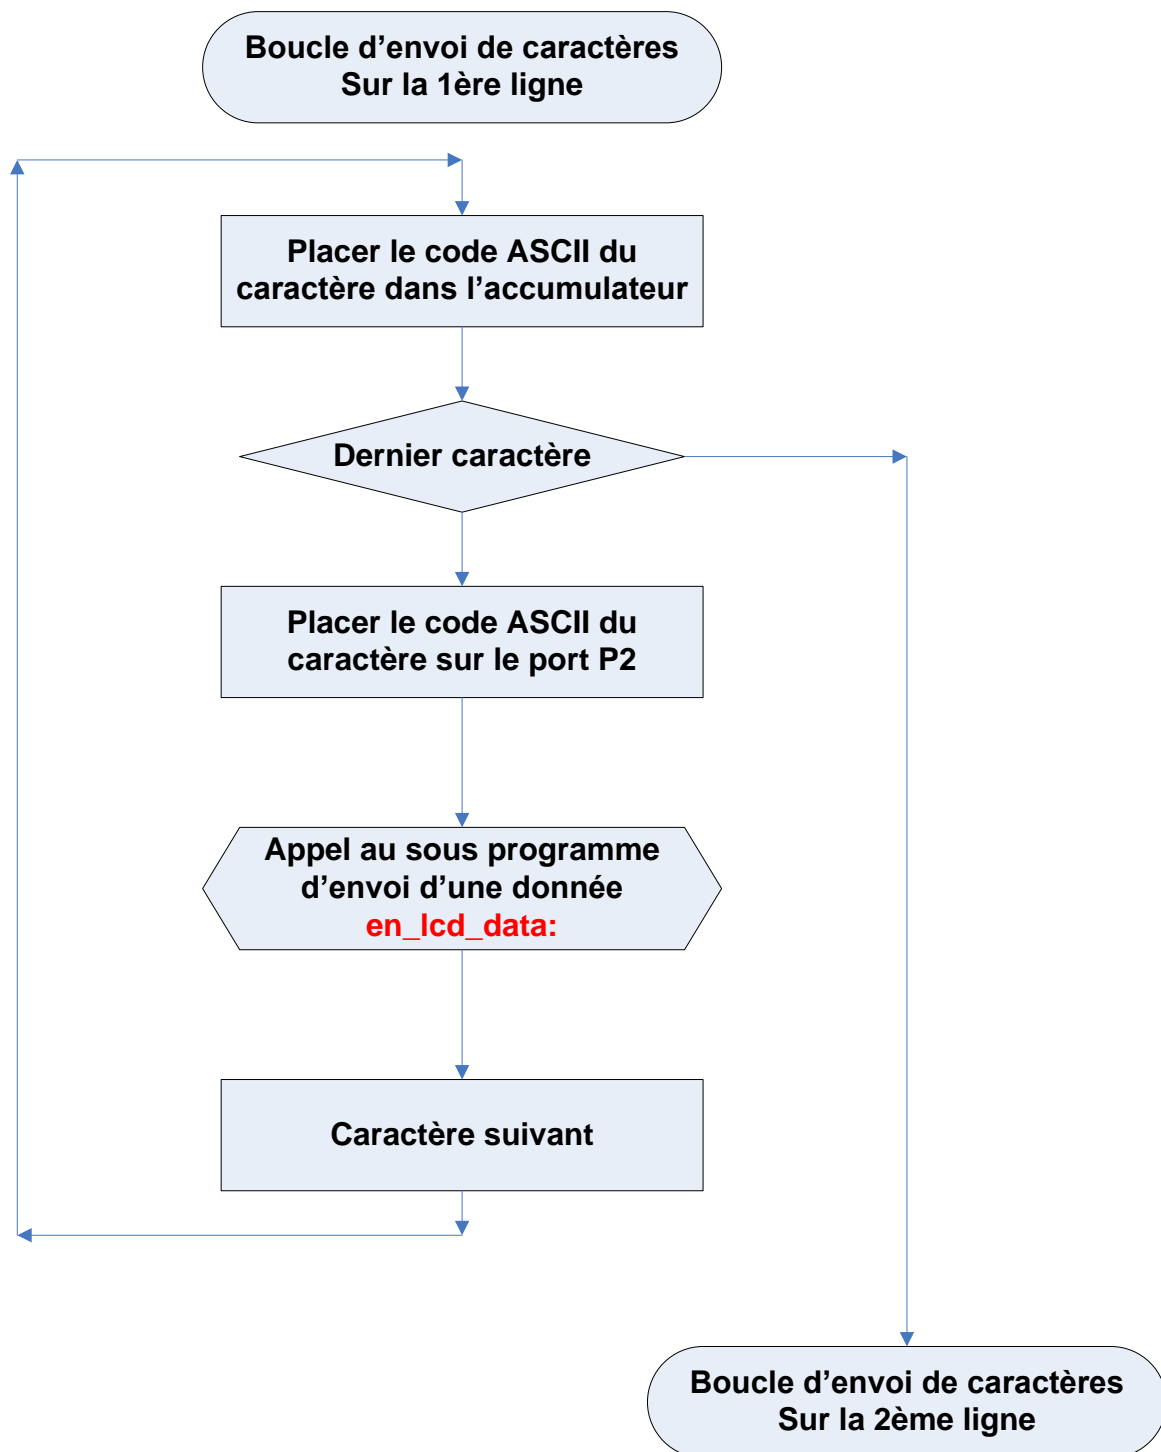 Boucle d’envoi de caractères
Sur la 1ère ligne
Placer le code ASCII du
caractère dans l’accumulateur
Dernier caractère
Placer le code ASCII du
caractère sur le port P2
Appel au sous programme
d’envoi d’une donnée
en_lcd_data:
Caractère suivant
Boucle d’envoi de caractères
Sur la 2ème ligne